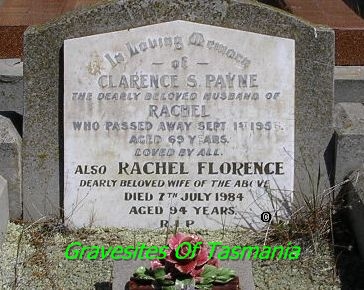 In Loving Memory
of
CLARENCE S. PAYNE
THE DEARLY BELOVED HUSBAND OF
RACHEL
WHO PASSED AWAY SEPT 1ST
AGED 69 YEARS.
LOVED BY ALL.
ALSO RACHEL FLORENCE
DEARLY BELOVED WIFE OF THE ABOVE
DIED 7TH JULY 1984
AGED 94 YEARS
R.I.P.
©
Gravesites Of Tasmania